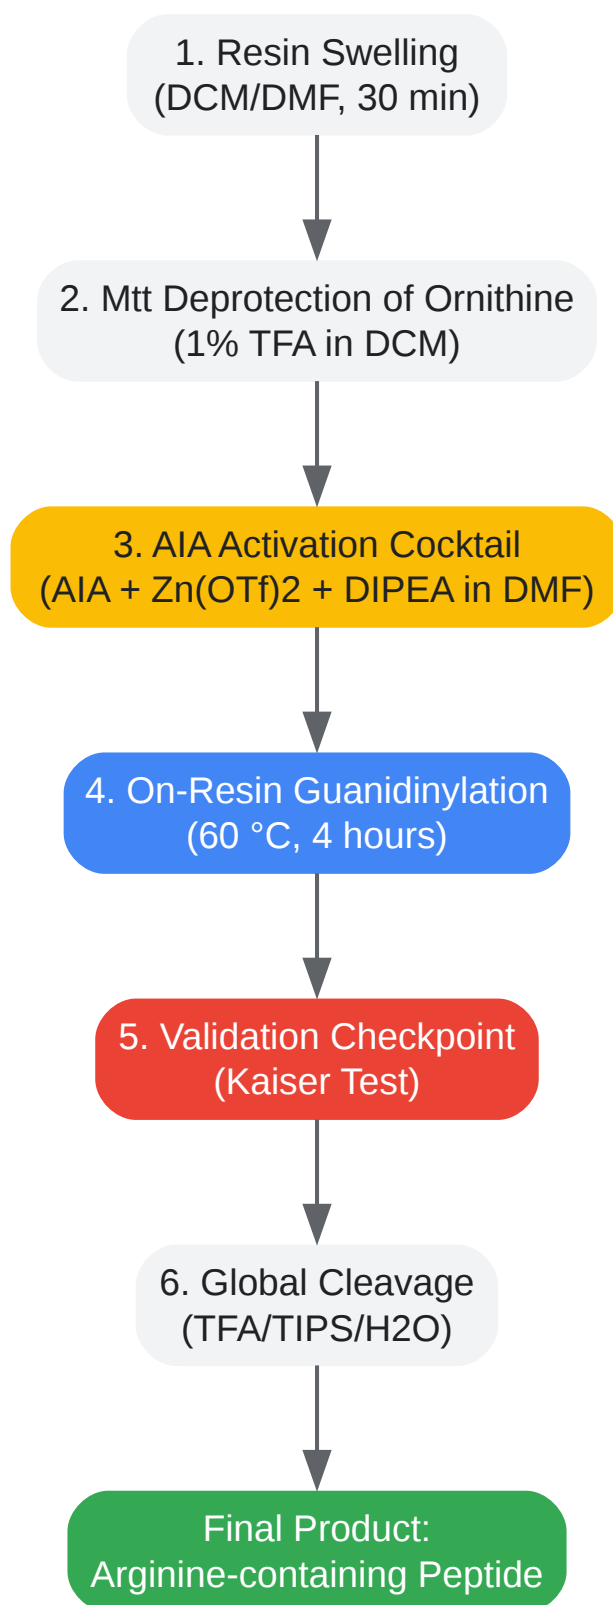 1. Resin Swelling
(DCM/DMF, 30 min)
2. Mtt Deprotection of Ornithine
(1% TFA in DCM)
3. AIA Activation Cocktail
(AIA + Zn(OTf)2 + DIPEA in DMF)
4. On-Resin Guanidinylation
(60 °C, 4 hours)
5. Validation Checkpoint
(Kaiser Test)
6. Global Cleavage
(TFA/TIPS/H2O)
Final Product:
Arginine-containing Peptide